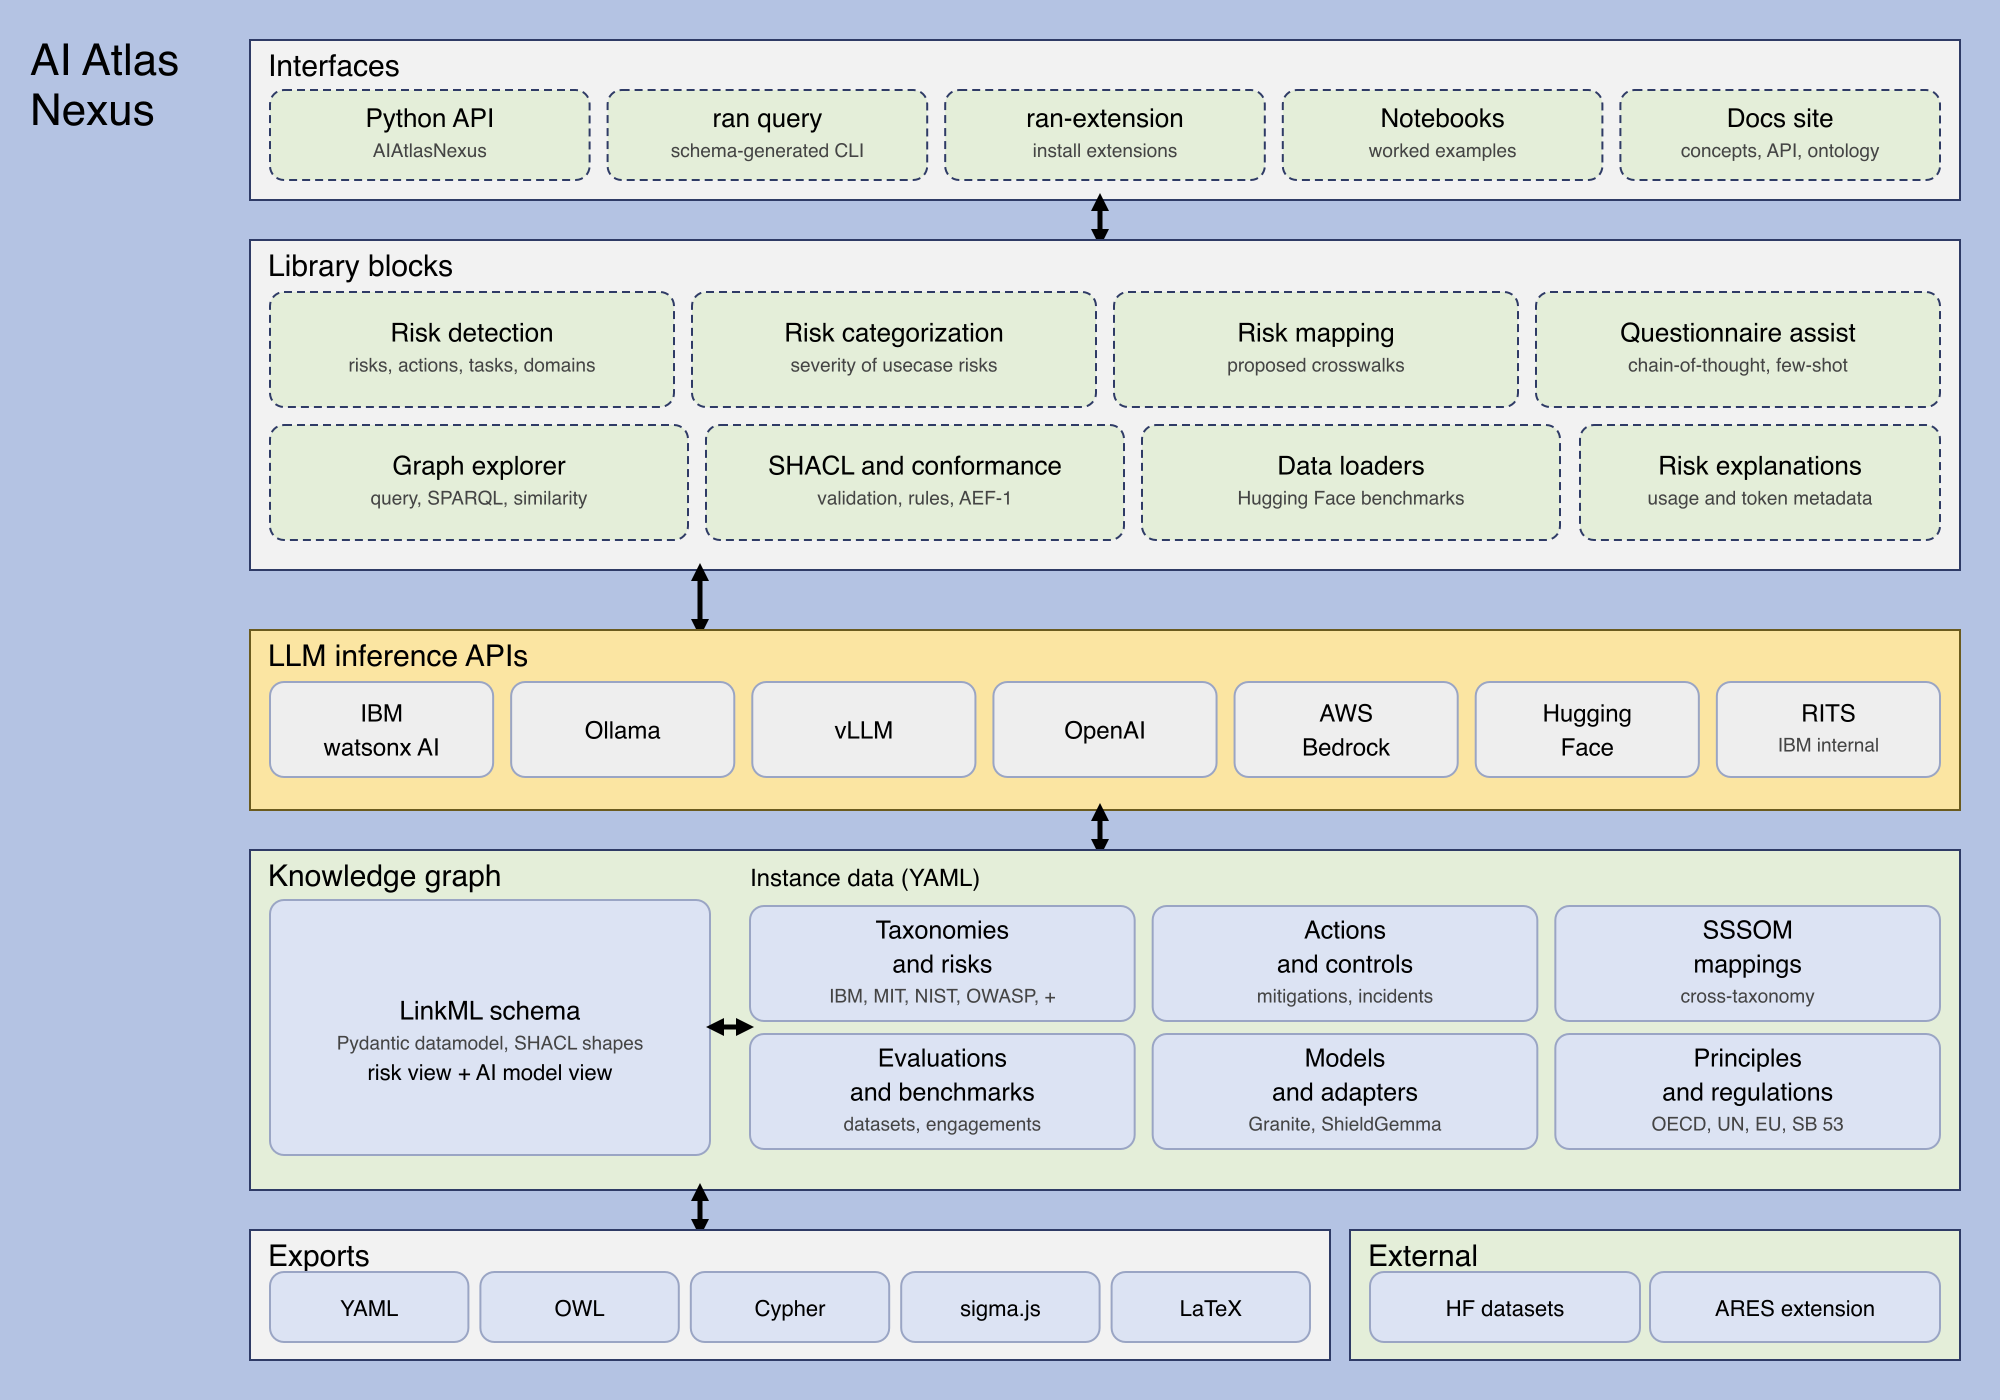 AI Atlas
Nexus
Interfaces
Python API
AIAtlasNexus
ran query
schema-generated CLI
ran-extension
install extensions
Notebooks
worked examples
Docs site
concepts, API, ontology
Library blocks
Risk detection
risks, actions, tasks, domains
Risk categorization
severity of usecase risks
Risk mapping
proposed crosswalks
Questionnaire assist
chain-of-thought, few-shot
Graph explorer
query, SPARQL, similarity
SHACL and conformance
validation, rules, AEF-1
Data loaders
Hugging Face benchmarks
Risk explanations
usage and token metadata
LLM inference APIs
IBM
watsonx AI
Ollama
vLLM
OpenAI
AWS
Bedrock
Hugging
Face
RITS
IBM internal
Knowledge graph
LinkML schema
Pydantic datamodel, SHACL shapes
risk view + AI model view
Instance data (YAML)
Taxonomies
and risks
IBM, MIT, NIST, OWASP, +
Actions
and controls
mitigations, incidents
SSSOM
mappings
cross-taxonomy
Evaluations
and benchmarks
datasets, engagements
Models
and adapters
Granite, ShieldGemma
Principles
and regulations
OECD, UN, EU, SB 53
Exports
YAML
OWL
Cypher
sigma.js
LaTeX
External
HF datasets
ARES extension